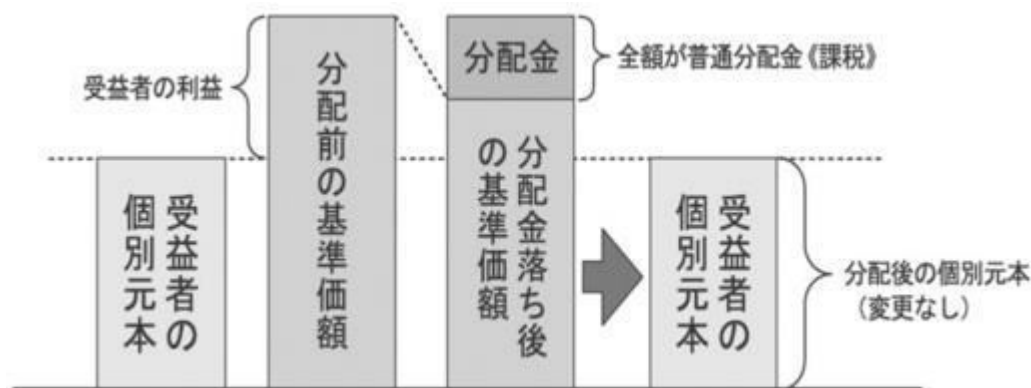 受益者の利益
受益者の
個別元本
分配前の基準価額
分配金
全額が普通分配金《課税》
分配金落ち後
の基準価額
受益者の
個別元本
分配後の個別元本
(変更なし)